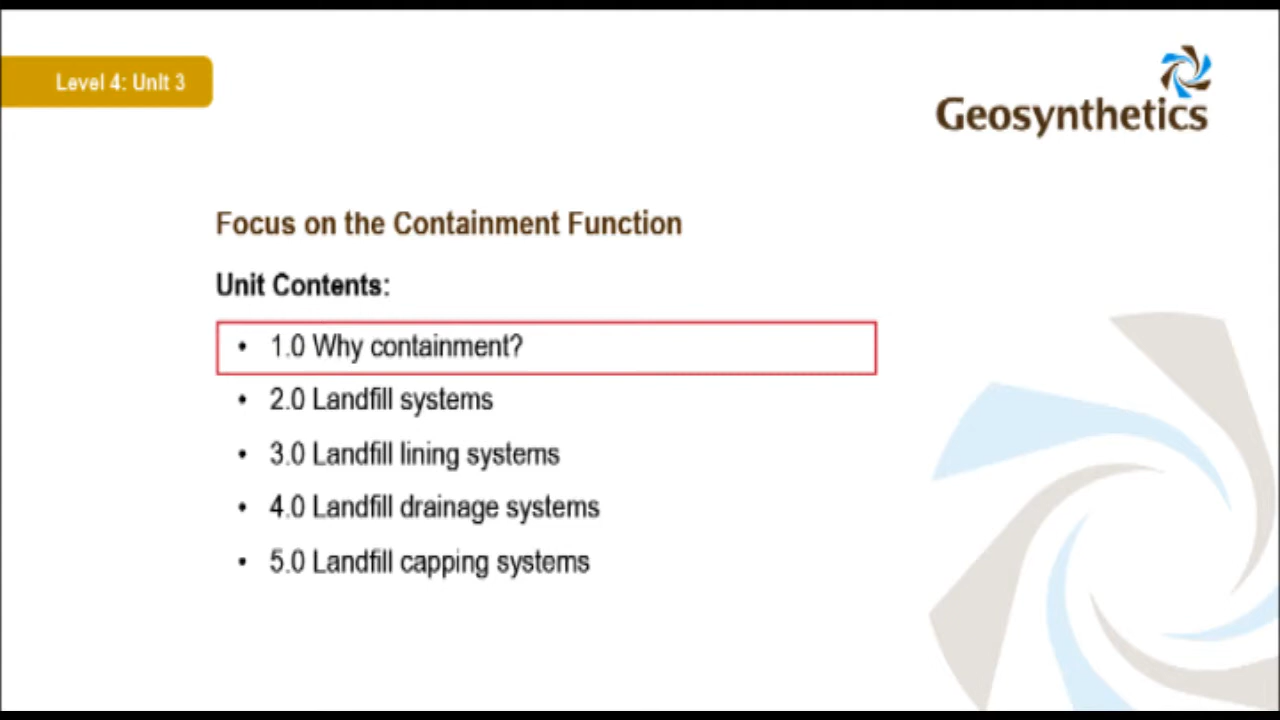 Level 4: Unit 3
Geosynthetics
Focus on the Containment Function
Unit Contents:
• 1.0 Why containment?
• 2.0 Landfill systems
• 3.0 Landfill lining systems
• 4.0 Landfill drainage systems
• 5.0 Landfill capping systems